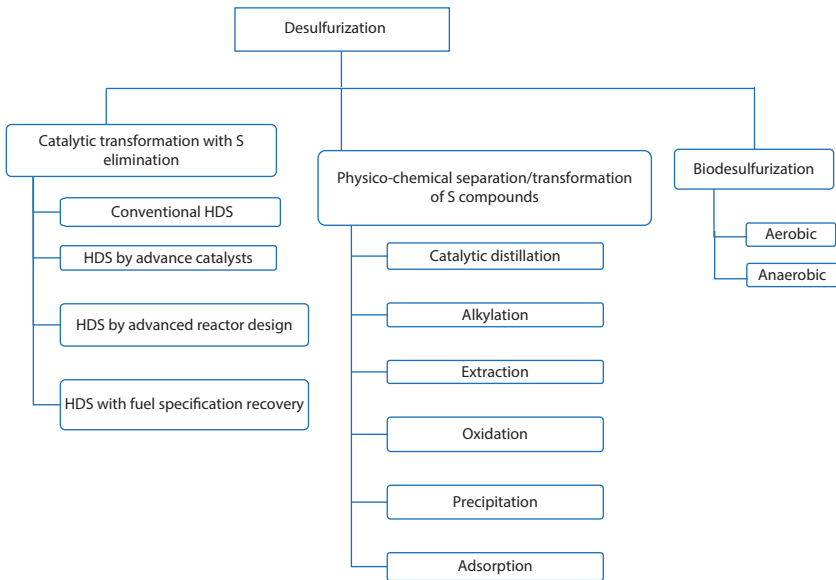 Desulfurization
Catalytic transformation with S
elimination
Conventional HDS
HDS by advance catalysts
HDS by advanced reactor design
HDS with fuel specification recovery
Physico-chemical separation/transformation
of S compounds
Catalytic distillation
Alkylation
Extraction
Oxidation
Precipitation
Adsorption
Biodesulfurization
Aerobic
Anaerobic